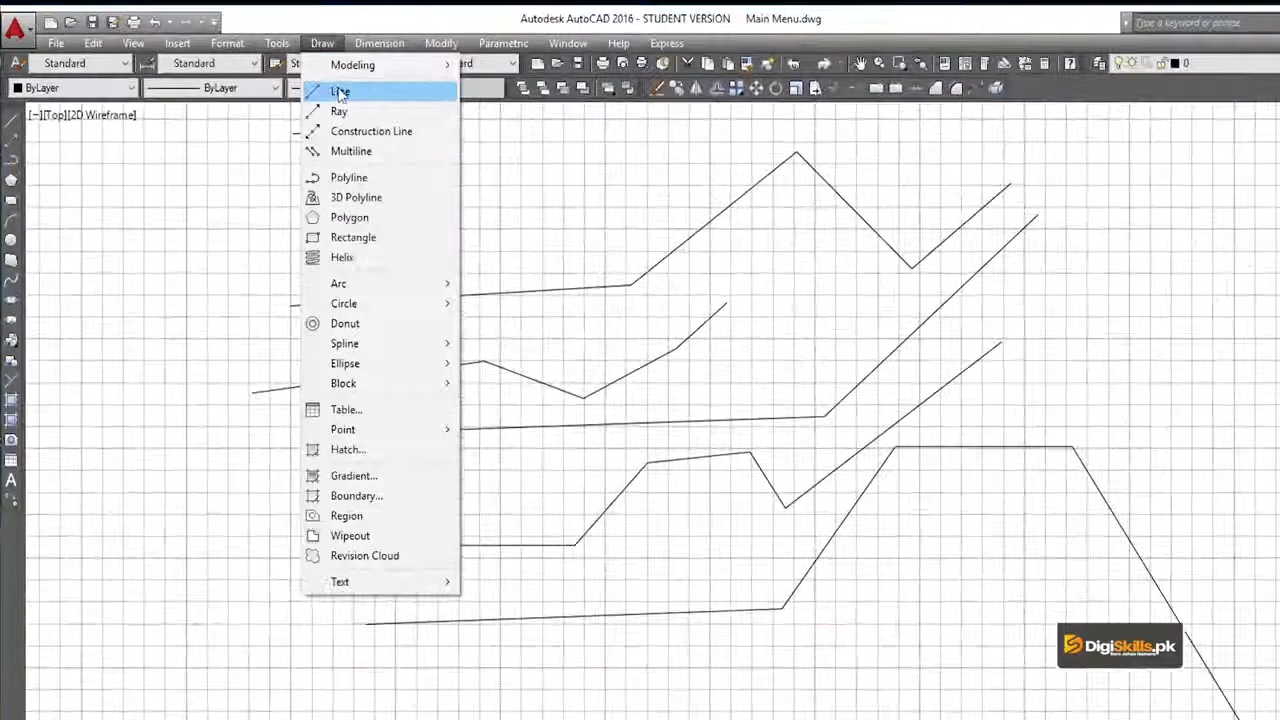 Autodesk AutoCAD 2016 - STUDENT VERSION Main Menu.dwg
Type a keyword or phrase
File Edit View Insert Format Tools Draw Dimension Modify Parametric Window Help Express
Standard Standard
ByLayer ByLayer
0
[−][Top][2D Wireframe]
Modeling
Line
Ray
Construction Line
Multiline
Polyline
3D Polyline
Polygon
Rectangle
Helix
Arc
Circle
Donut
Spline
Ellipse
Block
Table...
Point
Hatch...
Gradient...
Boundary...
Region
Wipeout
Revision Cloud
Text
A
DigiSkills.pk